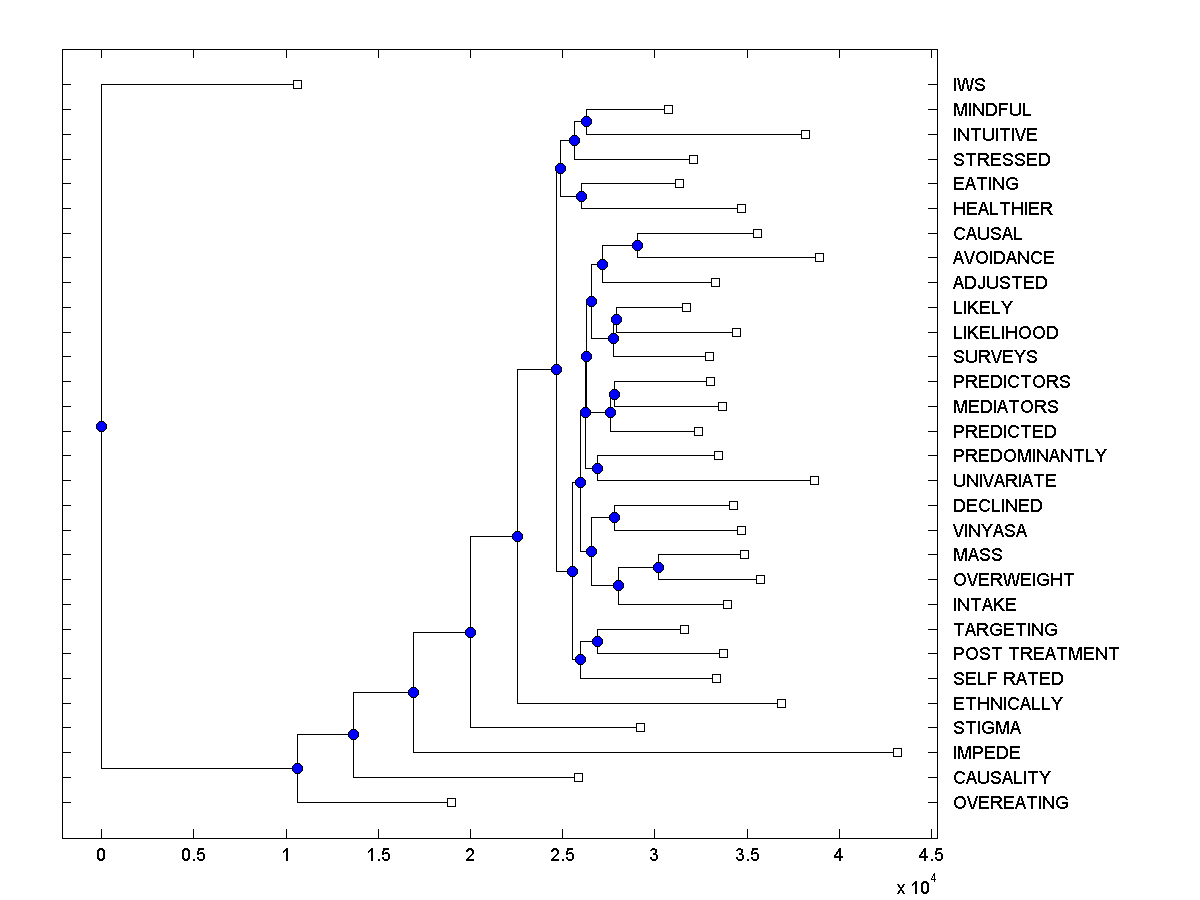 IWS
MINDFUL
INTUITIVE
STRESSED
EATING
HEALTHIER
CAUSAL
AVOIDANCE
ADJUSTED
LIKELY
LIKELIHOOD
SURVEYS
PREDICTORS
MEDIATORS
PREDICTED
PREDOMINANTLY
UNIVARIATE
DECLINED
VINYASA
MASS
OVERWEIGHT
INTAKE
TARGETING
POST TREATMENT
SELF RATED
ETHNICALLY
STIGMA
IMPEDE
CAUSALITY
OVEREATING
0 0.5 1 1.5 2 2.5 3 3.5 4 4.5
x 10^4